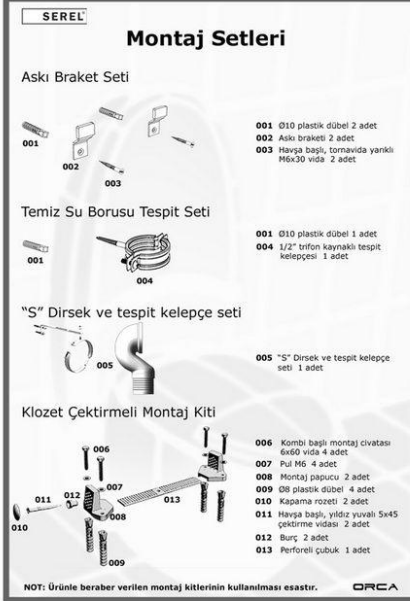 SEREL
Montaj Setleri
Askı Braket Seti
001
002
003
001 Ø10 plastik dübel 2 adet
002 Askı braketi 2 adet
003 Havşa başlı, tornavida yarıklı
M6x30 vida 2 adet
Temiz Su Borusu Tespit Seti
001
004
001 Ø10 plastik dübel 1 adet
004 1/2" trifon kaynaklı tespit
kelepçesi 1 adet
"S" Dirsek ve tespit kelepçe seti
005
005 "S" Dirsek ve tespit kelepçe
seti 1 adet
Klozet Çektirmeli Montaj Kiti
006
007
011
012
013
010
008
009
006 Kombi başlı montaj civatası
6x60 vida 4 adet
007 Pul M6 4 adet
008 Montaj papucu 2 adet
009 Ø8 plastik dübel 4 adet
010 Kapama rozeti 2 adet
011 Havşa başlı, yıldız yuvalı 5x45
çektirme vidası 2 adet
012 Burç 2 adet
013 Perforeli çubuk 1 adet
NOT: Ürünle beraber verilen montaj kitlerinin kullanılması esastır.
ORCA